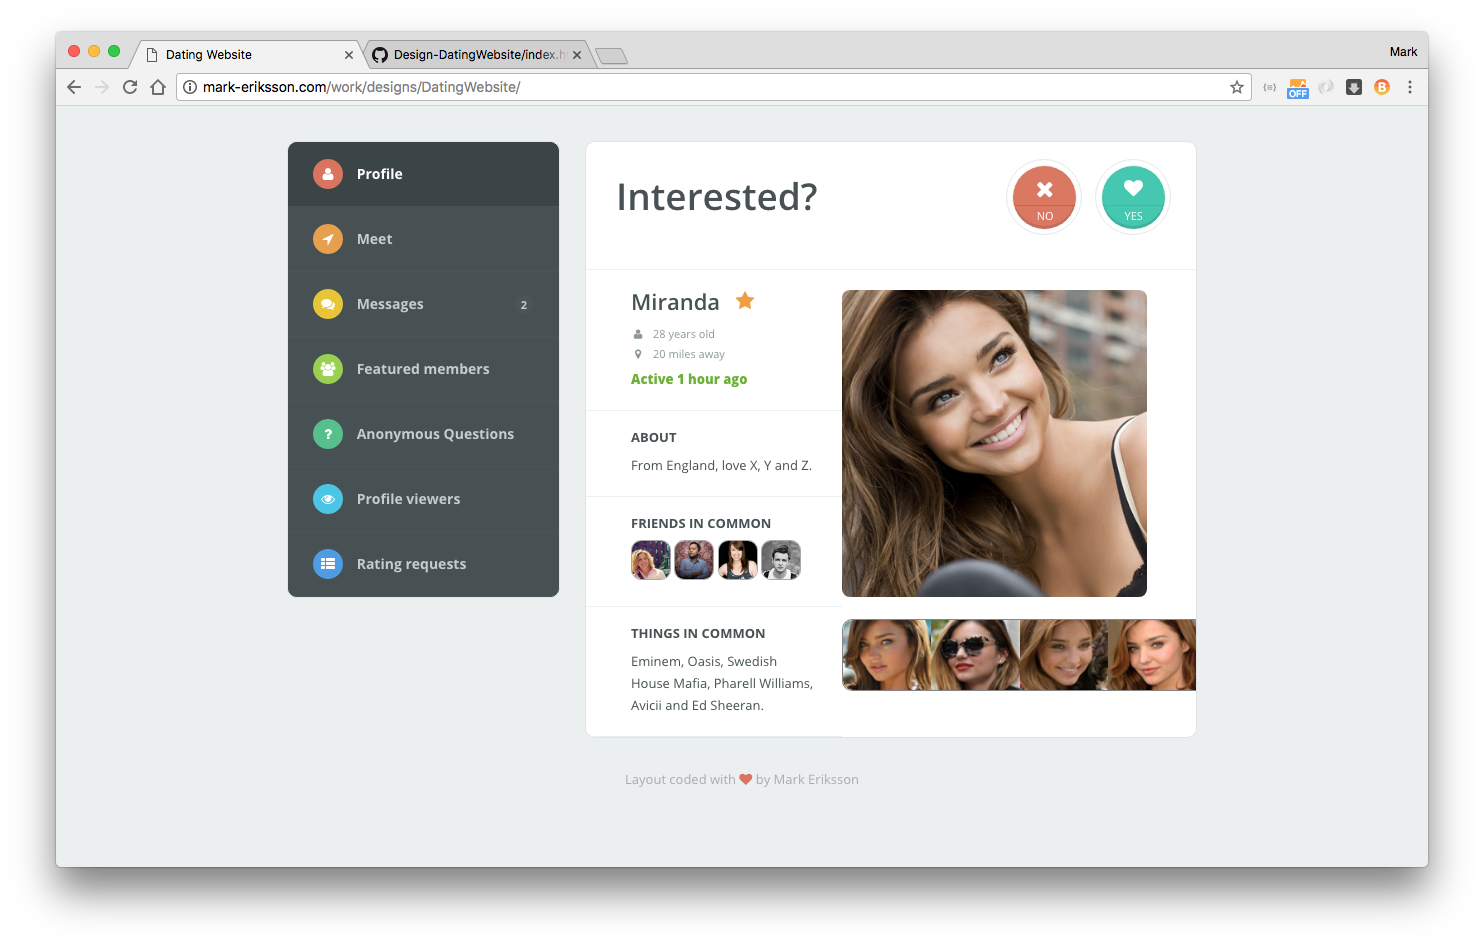 Dating Website
Design-DatingWebsite/index.h
Mark
mark-eriksson.com/work/designs/DatingWebsite/
OFF
B
Profile
Meet
Messages 2
Featured members
? Anonymous Questions
Profile viewers
Rating requests
Interested?
NO
YES
Miranda
28 years old
20 miles away
Active 1 hour ago
ABOUT
From England, love X, Y and Z.
FRIENDS IN COMMON
THINGS IN COMMON
Eminem, Oasis, Swedish
House Mafia, Pharell Williams,
Avicii and Ed Sheeran.
Layout coded with ♥ by Mark Eriksson